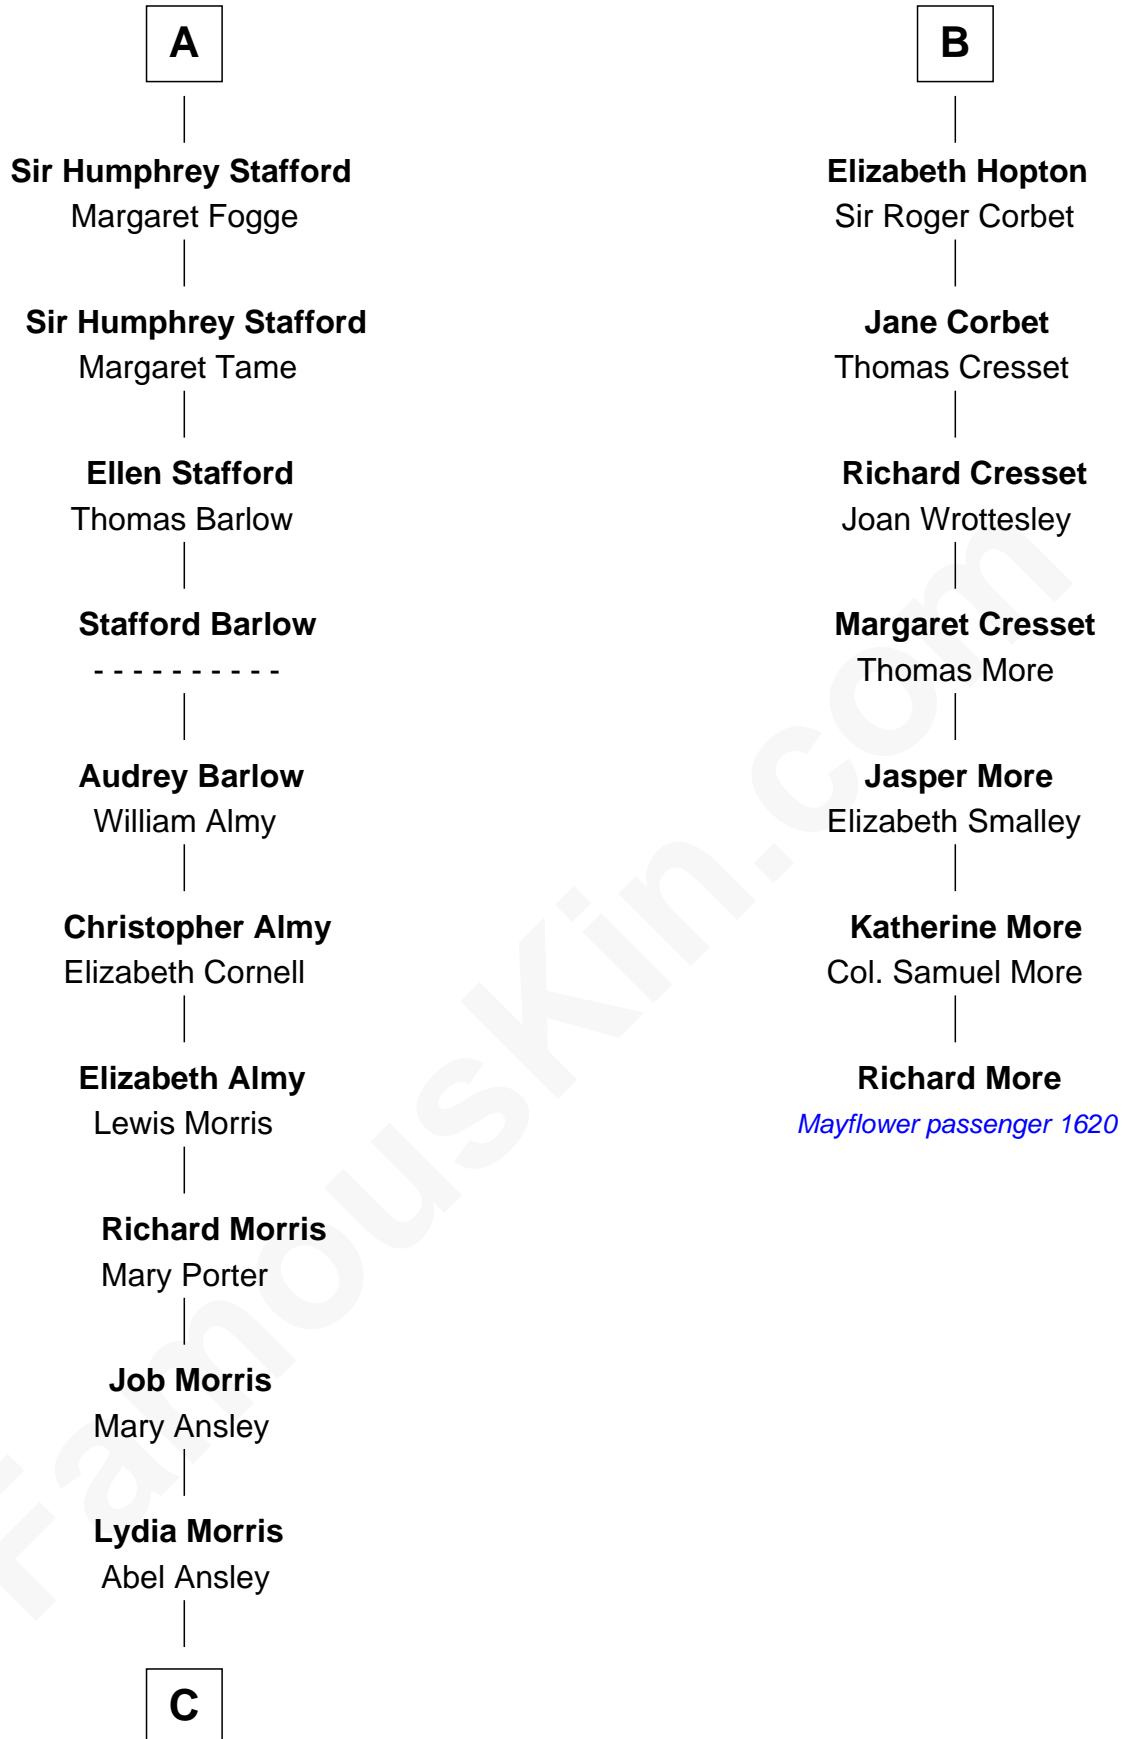 A
Sir Humphrey Stafford
Margaret Fogge
Sir Humphrey Stafford
Margaret Tame
Ellen Stafford
Thomas Barlow
Stafford Barlow
- - - - - - - - - -
Audrey Barlow
William Almy
Christopher Almy
Elizabeth Cornell
Elizabeth Almy
Lewis Morris
Richard Morris
Mary Porter
Job Morris
Mary Ansley
Lydia Morris
Abel Ansley
C
B
Elizabeth Hopton
Sir Roger Corbet
Jane Corbet
Thomas Cresset
Richard Cresset
Joan Wrottesley
Margaret Cresset
Thomas More
Jasper More
Elizabeth Smalley
Katherine More
Col. Samuel More
Richard More
Mayflower passenger 1620
FamousKin.com